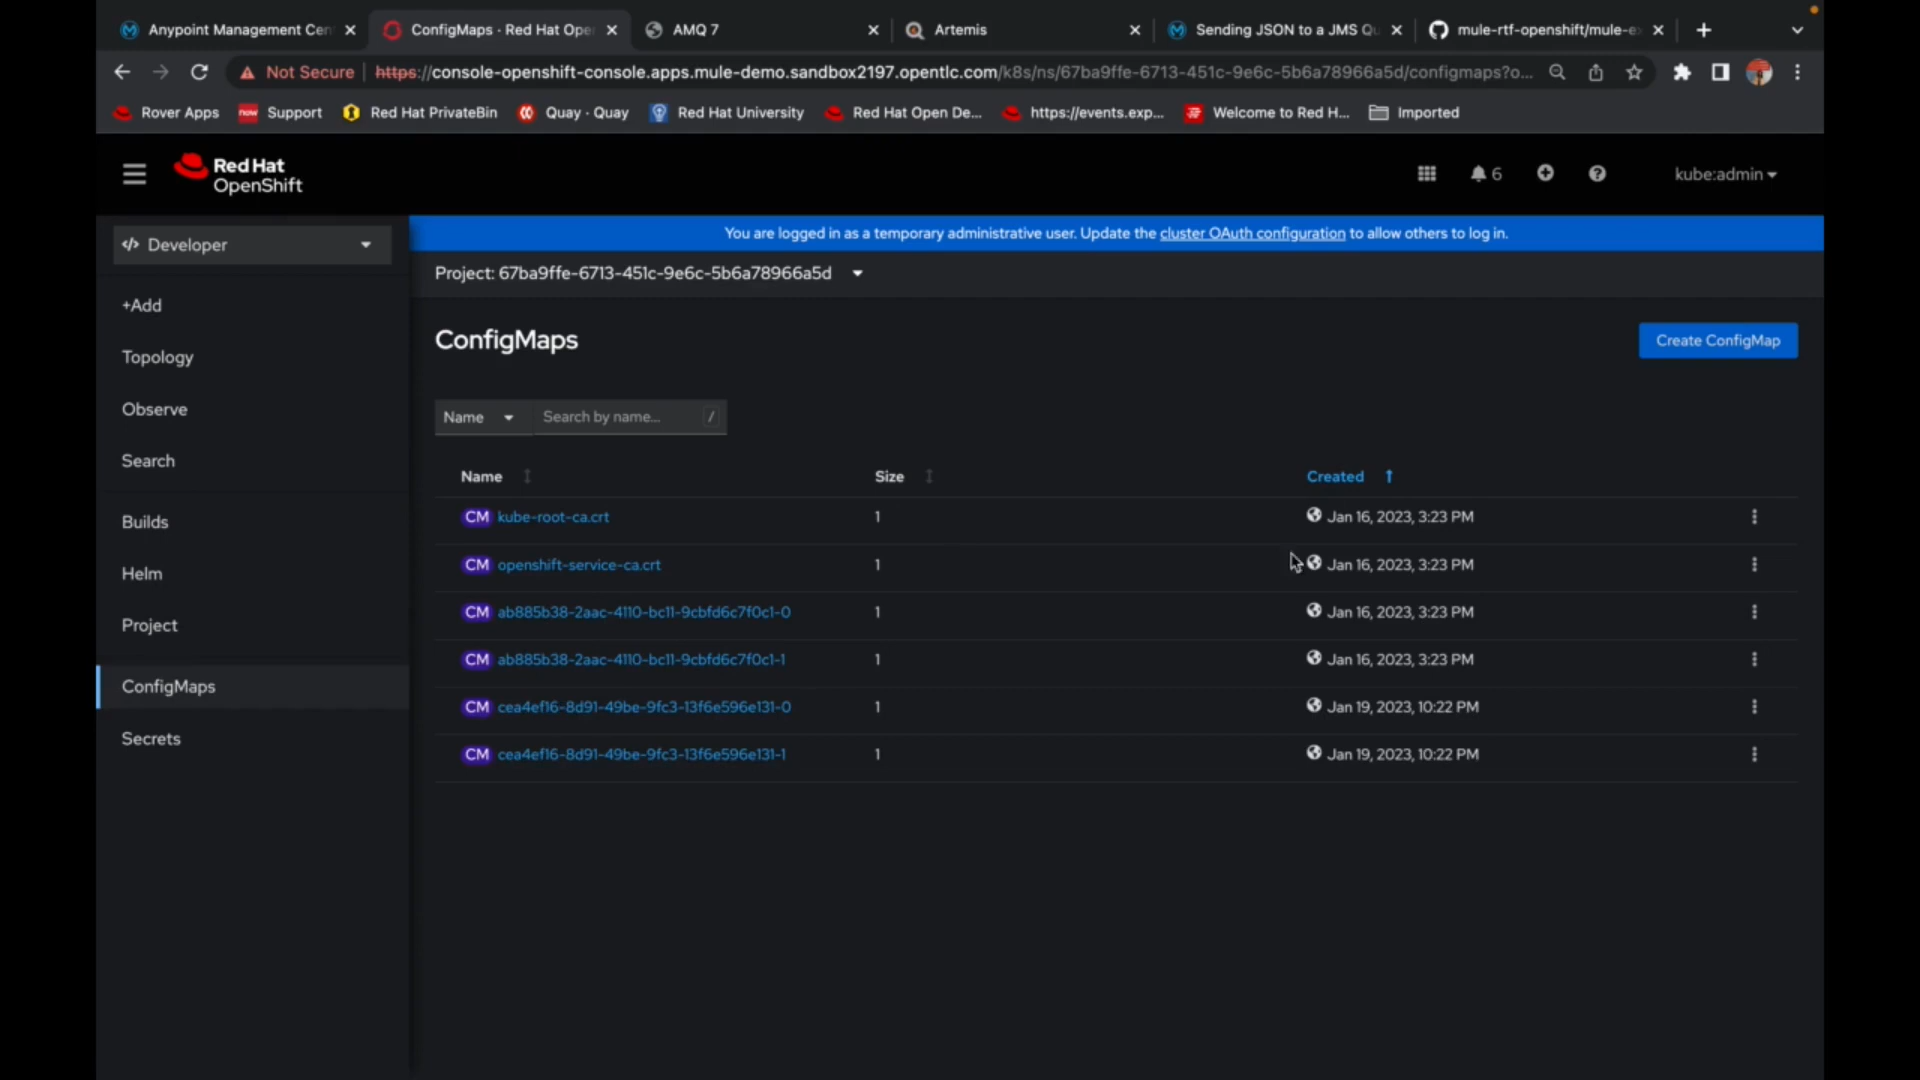 Anypoint Management Cen
ConfigMaps · Red Hat Ope
AMQ 7
Artemis
Sending JSON to a JMS Qu
mule-rtf-openshift/mule-e
Not Secure | https://console-openshift-console.apps.mule-demo.sandbox2197.opentlc.com/k8s/ns/67ba9ffe-6713-451c-9e6c-5b6a78966a5d/configmaps?o...
Rover Apps
now Support
Red Hat PrivateBin
Quay · Quay
Red Hat University
Red Hat Open De...
https://events.exp...
Welcome to Red H...
Imported
Red Hat
OpenShift
6
kube:admin
You are logged in as a temporary administrative user. Update the cluster OAuth configuration to allow others to log in.
</> Developer
Project: 67ba9ffe-6713-451c-9e6c-5b6a78966a5d
+Add
Topology
Observe
Search
Builds
Helm
Project
ConfigMaps
Secrets
ConfigMaps
Create ConfigMap
Name Search by name... /
Name Size Created
CM kube-root-ca.crt 1 Jan 16, 2023, 3:23 PM
CM openshift-service-ca.crt 1 Jan 16, 2023, 3:23 PM
CM ab885b38-2aac-4110-bc11-9cbfd6c7f0c1-0 1 Jan 16, 2023, 3:23 PM
CM ab885b38-2aac-4110-bc11-9cbfd6c7f0c1-1 1 Jan 16, 2023, 3:23 PM
CM cea4ef16-8d91-49be-9fc3-13f6e596e131-0 1 Jan 19, 2023, 10:22 PM
CM cea4ef16-8d91-49be-9fc3-13f6e596e131-1 1 Jan 19, 2023, 10:22 PM